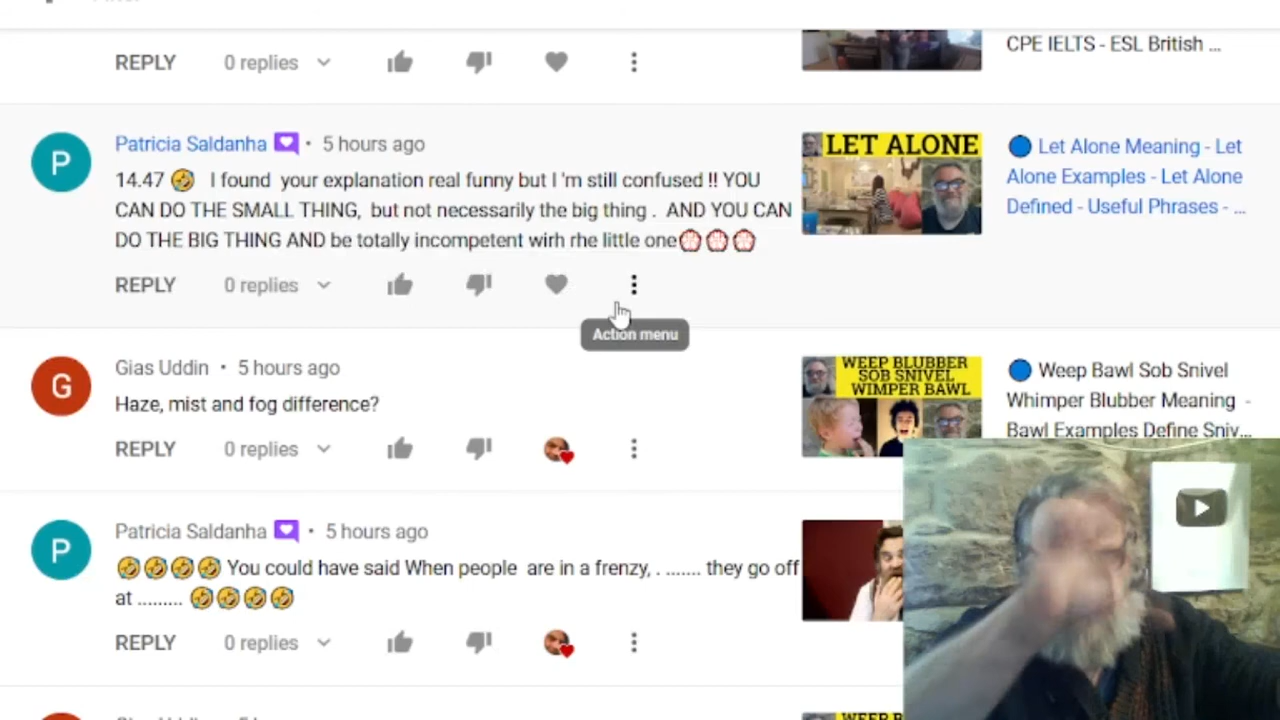 CPE IELTS - ESL British ...
REPLY 0 replies
Patricia Saldanha • 5 hours ago
14.47 🤣 I found your explanation real funny but I 'm still confused !! YOU
CAN DO THE SMALL THING, but not necessarily the big thing . AND YOU CAN
DO THE BIG THING AND be totally incompetent wirh rhe little one
REPLY 0 replies
Action menu
LET ALONE
Let Alone Meaning - Let
Alone Examples - Let Alone
Defined - Useful Phrases - ...
Gias Uddin • 5 hours ago
Haze, mist and fog difference?
REPLY 0 replies
WEEP BLUBBER
SOB SNIVEL
WIMPER BAWL
Weep Bawl Sob Snivel
Whimper Blubber Meaning -
Bawl Examples Define Sniv...
Patricia Saldanha • 5 hours ago
🤣🤣🤣🤣 You could have said When people are in a frenzy, . ....... they go off
at ......... 🤣🤣🤣🤣
REPLY 0 replies